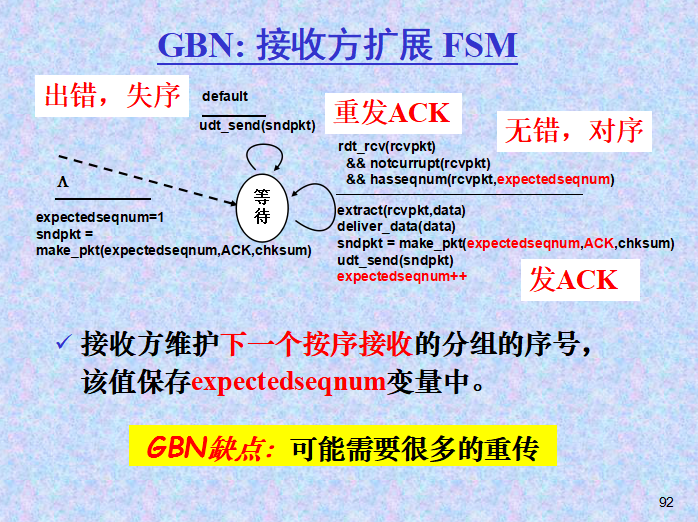 GBN: 接收方扩展 FSM
出错，失序
default
udt_send(sndpkt)
重发ACK
无错，对序
rdt_rcv(rcvpkt)
&& notcurrupt(rcvpkt)
&& hasseqnum(rcvpkt,expectedseqnum)
Λ
等
待
expectedseqnum=1
sndpkt =
make_pkt(expectedseqnum,ACK,chksum)
extract(rcvpkt,data)
deliver_data(data)
sndpkt = make_pkt(expectedseqnum,ACK,chksum)
udt_send(sndpkt)
expectedseqnum++
发ACK
✓ 接收方维护下一个按序接收的分组的序号，
该值保存expectedseqnum变量中。
GBN缺点：可能需要很多的重传
92